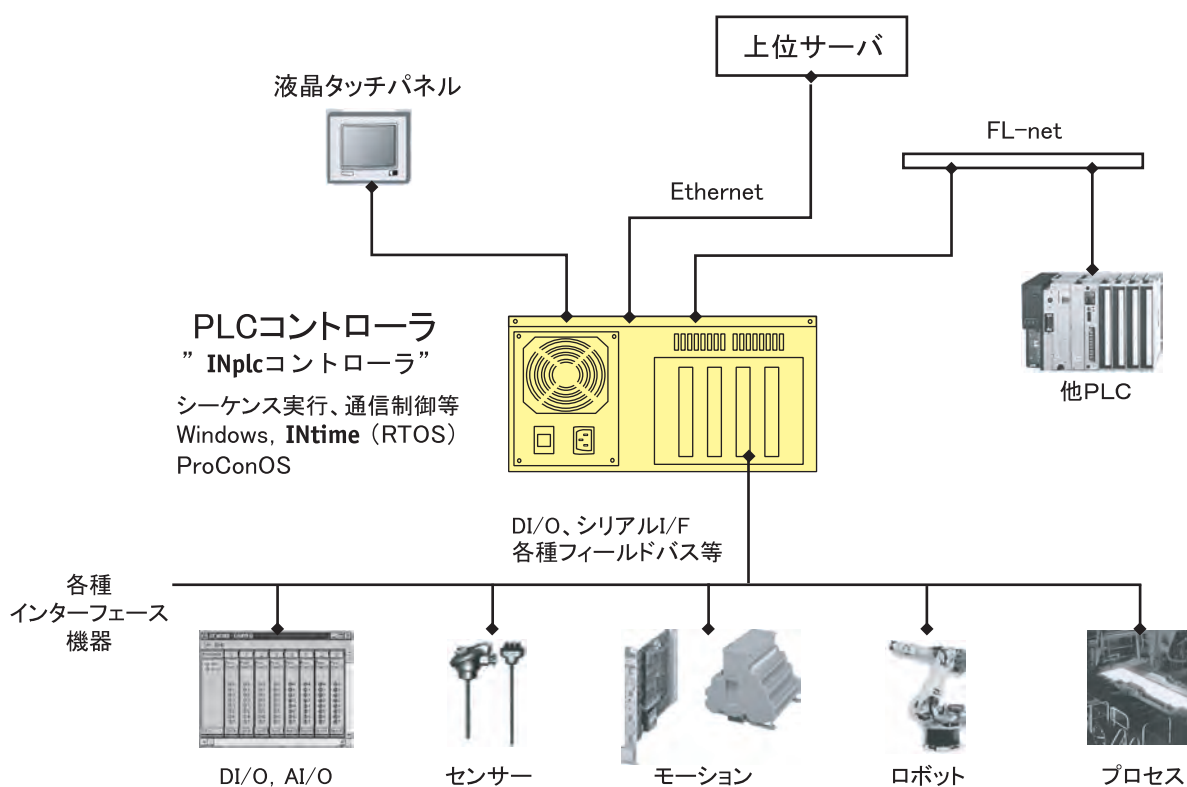 上位サーバ
液晶タッチパネル
FL-net
Ethernet
PLCコントローラ
” INplcコントローラ”
シーケンス実行、通信制御等
Windows, INtime (RTOS)
ProConOS
他PLC
DI/O、シリアルI/F
各種フィールドバス等
各種
インターフェース
機器
DI/O, AI/O
センサー
モーション
ロボット
プロセス